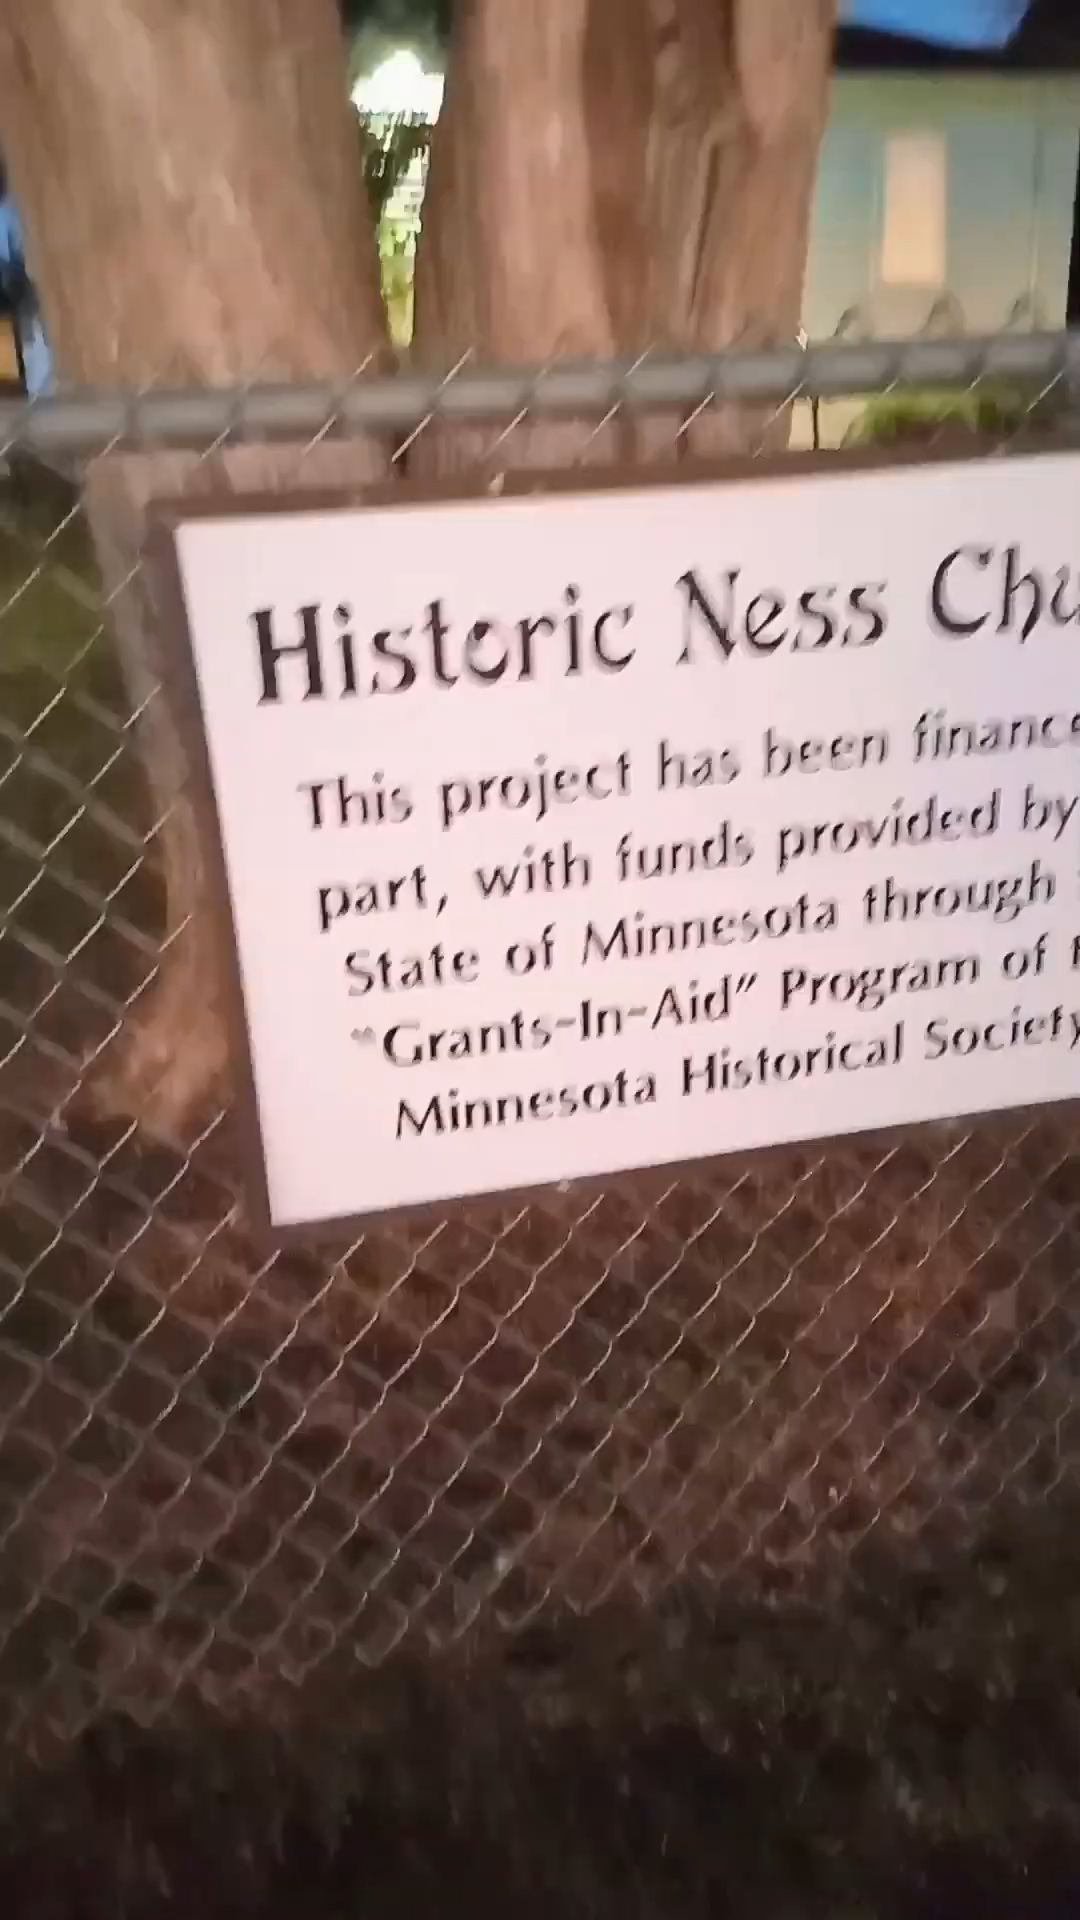 Historic Ness Chu
This project has been finance
part, with funds provided by
State of Minnesota through
"Grants-In-Aid" Program of
Minnesota Historical Society